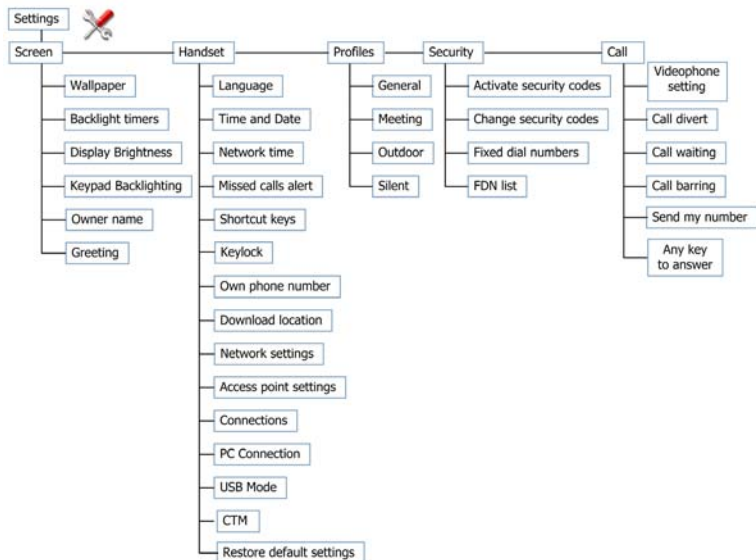 Settings
Screen
Wallpaper
Backlight timers
Display Brightness
Keypad Backlighting
Owner name
Greeting
Handset
Language
Time and Date
Network time
Missed calls alert
Shortcut keys
Keylock
Own phone number
Download location
Network settings
Access point settings
Connections
PC Connection
USB Mode
CTM
Restore default settings
Profiles
General
Meeting
Outdoor
Silent
Security
Activate security codes
Change security codes
Fixed dial numbers
FDN list
Call
Videophone
setting
Call divert
Call waiting
Call barring
Send my number
Any key
to answer